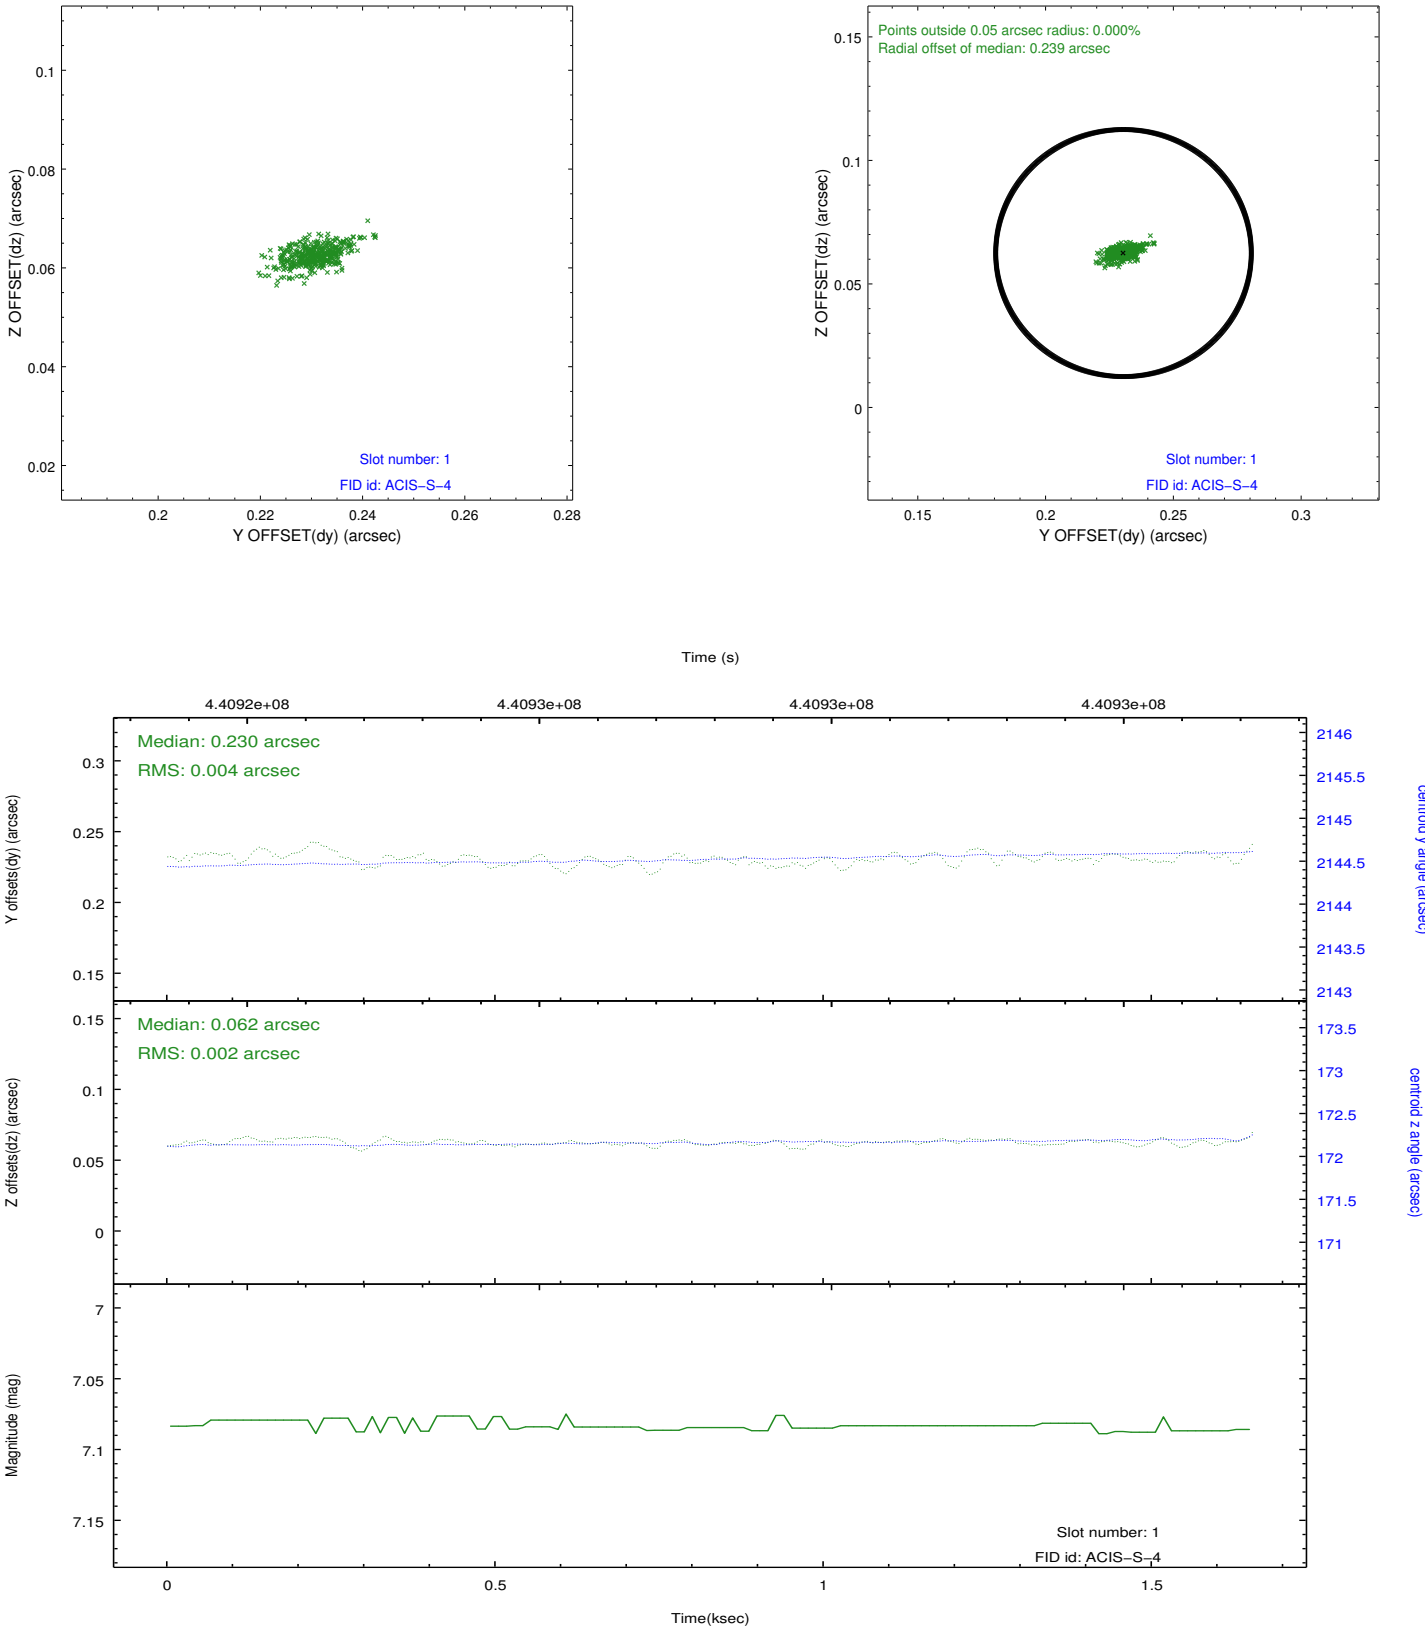 0.1
0.08
0.06
0.04
0.02
Z OFFSET(dz) (arcsec)
Slot number: 1
FID id: ACIS−S−4
0.2 0.22 0.24 0.26 0.28
Y OFFSET(dy) (arcsec)
Points outside 0.05 arcsec radius: 0.000%
Radial offset of median: 0.239 arcsec
0.15
0.1
0.05
0
Z OFFSET(dz) (arcsec)
Slot number: 1
FID id: ACIS−S−4
0.15 0.2 0.25 0.3
Y OFFSET(dy) (arcsec)
Time (s)
4.4092e+08 4.4093e+08 4.4093e+08 4.4093e+08
Median: 0.230 arcsec
RMS: 0.004 arcsec
0.3
0.25
0.2
0.15
Y offsets(dy) (arcsec)
2146
2145.5
2145
2144.5
2144
2143.5
2143
centroid y angle (arcsec)
Median: 0.062 arcsec
RMS: 0.002 arcsec
0.15
0.1
0.05
0
Z offsets(dz) (arcsec)
173.5
173
172.5
172
171.5
171
centroid z angle (arcsec)
7
7.05
7.1
7.15
Magnitude (mag)
Slot number: 1
FID id: ACIS−S−4
0 0.5 1 1.5
Time(ksec)